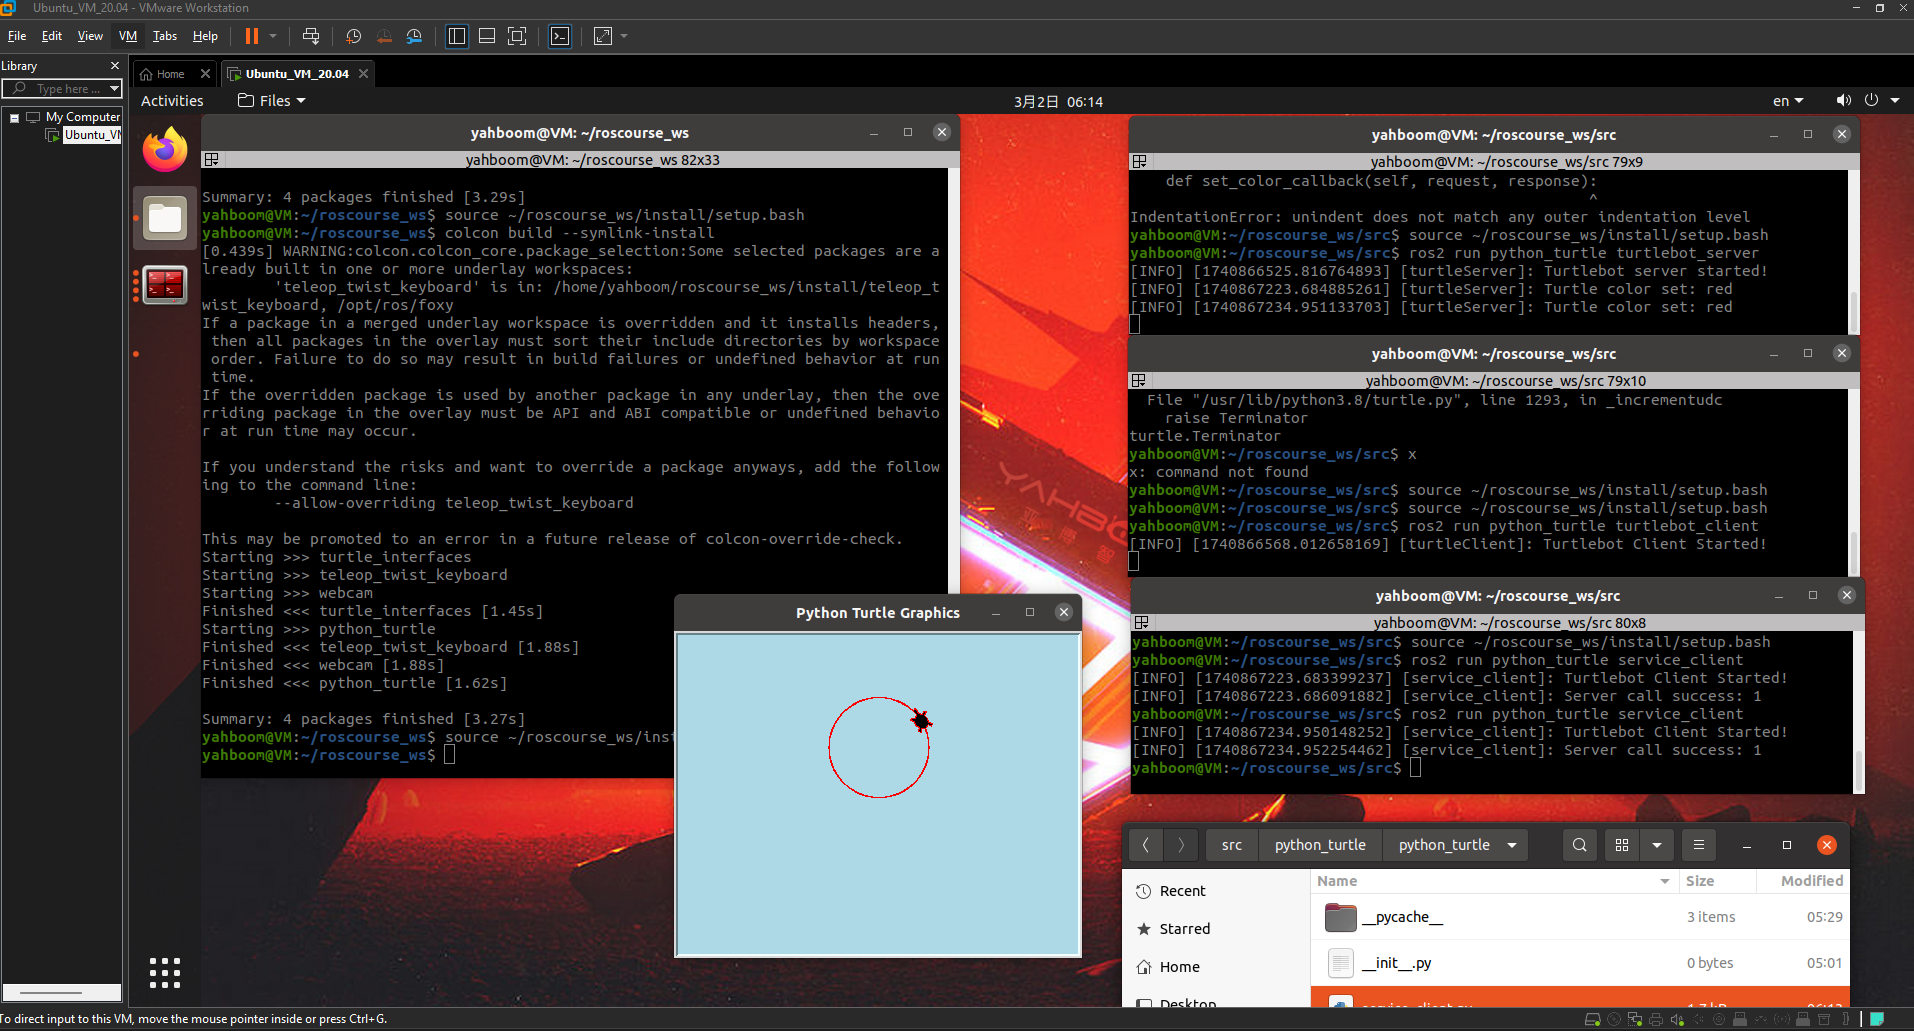 Ubuntu_VM_20.04 - VMware Workstation
File Edit View VM Tabs Help
Library
Type here ...
My Computer
Ubuntu_VM
Home
Ubuntu_VM_20.04
Activities
Files
3月2日 06:14
en
yahboom@VM: ~/roscourse_ws
yahboom@VM: ~/roscourse_ws 82x33
Summary: 4 packages finished [3.29s]
yahboom@VM:~/roscourse_ws$ source ~/roscourse_ws/install/setup.bash
yahboom@VM:~/roscourse_ws$ colcon build --symlink-install
[0.439s] WARNING:colcon.colcon_core.package_selection:Some selected packages are a
lready built in one or more underlay workspaces:
'teleop_twist_keyboard' is in: /home/yahboom/roscourse_ws/install/teleop_t
wist_keyboard, /opt/ros/foxy
If a package in a merged underlay workspace is overridden and it installs headers,
then all packages in the overlay must sort their include directories by workspace
order. Failure to do so may result in build failures or undefined behavior at run
time.
If the overridden package is used by another package in any underlay, then the ove
rriding package in the overlay must be API and ABI compatible or undefined behavio
r at run time may occur.
If you understand the risks and want to override a package anyways, add the follow
ing to the command line:
--allow-overriding teleop_twist_keyboard
This may be promoted to an error in a future release of colcon-override-check.
Starting >>> turtle_interfaces
Starting >>> teleop_twist_keyboard
Starting >>> webcam
Finished <<< turtle_interfaces [1.45s]
Starting >>> python_turtle
Finished <<< teleop_twist_keyboard [1.88s]
Finished <<< webcam [1.88s]
Finished <<< python_turtle [1.62s]
Summary: 4 packages finished [3.27s]
yahboom@VM:~/roscourse_ws$ source ~/roscourse_ws/inst
yahboom@VM:~/roscourse_ws$
Python Turtle Graphics
yahboom@VM: ~/roscourse_ws/src
yahboom@VM: ~/roscourse_ws/src 79x9
def set_color_callback(self, request, response):
^
IndentationError: unindent does not match any outer indentation level
yahboom@VM:~/roscourse_ws/src$ source ~/roscourse_ws/install/setup.bash
yahboom@VM:~/roscourse_ws/src$ ros2 run python_turtle turtlebot_server
[INFO] [1740866525.816764893] [turtleServer]: Turtlebot server started!
[INFO] [1740867223.684885261] [turtleServer]: Turtle color set: red
[INFO] [1740867234.951133703] [turtleServer]: Turtle color set: red
yahboom@VM: ~/roscourse_ws/src
yahboom@VM: ~/roscourse_ws/src 79x10
File "/usr/lib/python3.8/turtle.py", line 1293, in _incrementudc
raise Terminator
turtle.Terminator
yahboom@VM:~/roscourse_ws/src$ x
x: command not found
yahboom@VM:~/roscourse_ws/src$ source ~/roscourse_ws/install/setup.bash
yahboom@VM:~/roscourse_ws/src$ source ~/roscourse_ws/install/setup.bash
yahboom@VM:~/roscourse_ws/src$ ros2 run python_turtle turtlebot_client
[INFO] [1740866568.012658169] [turtleClient]: Turtlebot Client Started!
yahboom@VM: ~/roscourse_ws/src
yahboom@VM: ~/roscourse_ws/src 80x8
yahboom@VM:~/roscourse_ws/src$ source ~/roscourse_ws/install/setup.bash
yahboom@VM:~/roscourse_ws/src$ ros2 run python_turtle service_client
[INFO] [1740867223.683399237] [service_client]: Turtlebot Client Started!
[INFO] [1740867223.686091882] [service_client]: Server call success: 1
yahboom@VM:~/roscourse_ws/src$ ros2 run python_turtle service_client
[INFO] [1740867234.950148252] [service_client]: Turtlebot Client Started!
[INFO] [1740867234.952254462] [service_client]: Server call success: 1
yahboom@VM:~/roscourse_ws/src$
src python_turtle python_turtle
Recent
Starred
Home
Desktop
Name Size Modified
__pycache__ 3 items 05:29
__init__.py 0 bytes 05:01
To direct input to this VM, move the mouse pointer inside or press Ctrl+G.